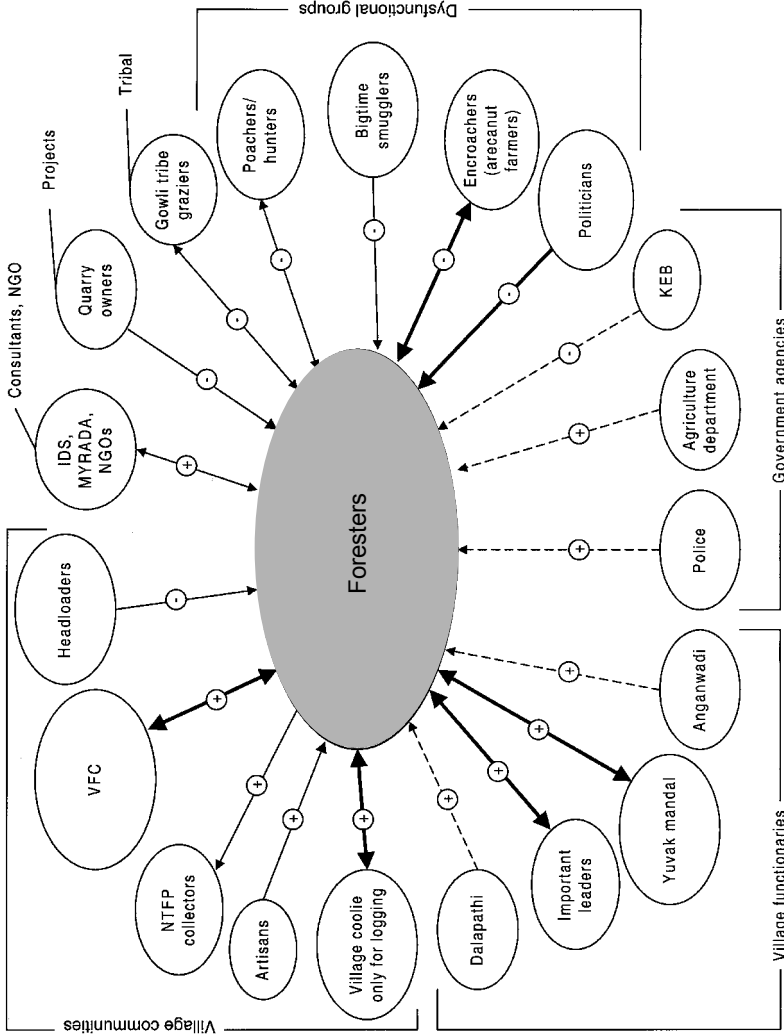 Dysfunctional groups
Tribal
Projects
Consultants, NGO
Poachers/
hunters
Bigtime
smugglers
Encroachers
(arecanut
farmers)
Politicians
Gowli tribe
graziers
Quarry
owners
IDS,
MYRADA,
NGOs
KEB
Agriculture
department
Police
Government agencies
Foresters
Headloaders
VFC
NTFP
collectors
Artisans
Village coolie
only for logging
Village communities
Dalapathi
Important
leaders
Yuvak mandal
Anganwadi
Village functionaries
-
-
-
-
-
-
-
-
-
+
+
+
+
+
+
+
+
+
+
+